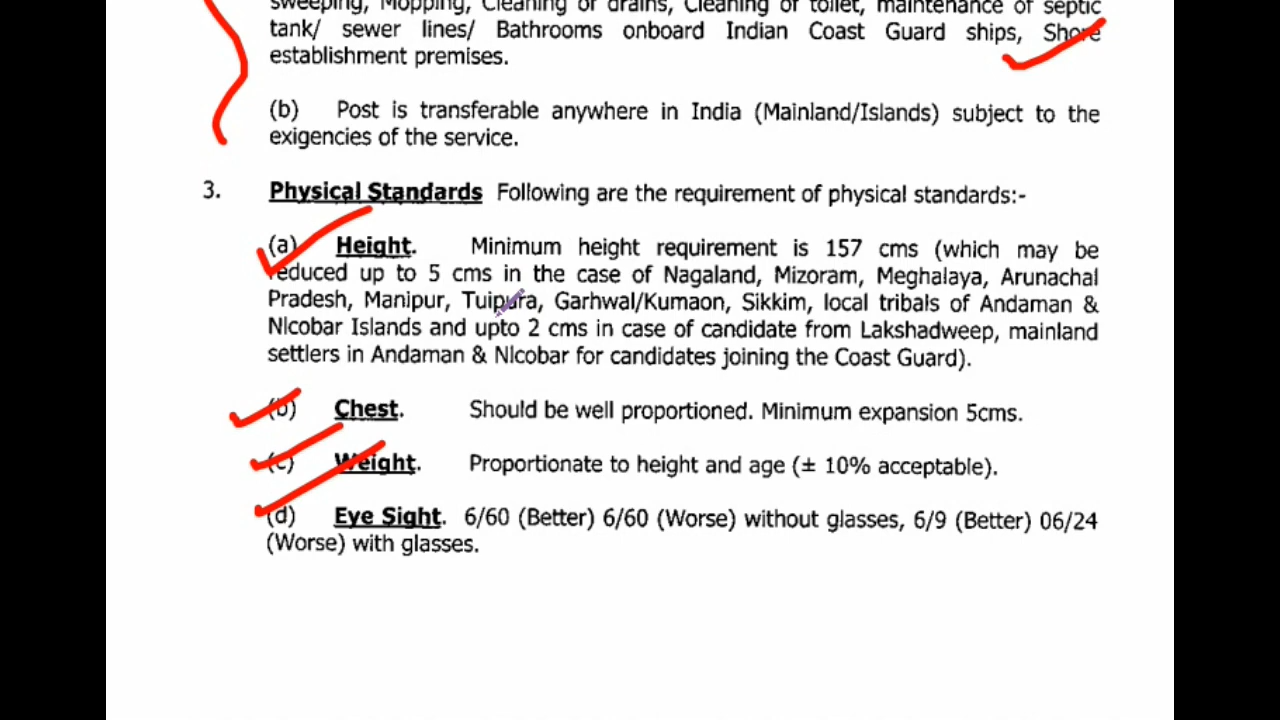 sweeping, Mopping, Cleaning of drains, Cleaning of toilet, maintenance of septic
tank/ sewer lines/ Bathrooms onboard Indian Coast Guard ships, Shore
establishment premises.
(b) Post is transferable anywhere in India (Mainland/Islands) subject to the
exigencies of the service.
3. Physical Standards Following are the requirement of physical standards:-
(a) Height. Minimum height requirement is 157 cms (which may be
reduced up to 5 cms in the case of Nagaland, Mizoram, Meghalaya, Arunachal
Pradesh, Manipur, Tuipura, Garhwal/Kumaon, Sikkim, local tribals of Andaman &
NIcobar Islands and upto 2 cms in case of candidate from Lakshadweep, mainland
settlers in Andaman & NIcobar for candidates joining the Coast Guard).
(b) Chest. Should be well proportioned. Minimum expansion 5cms.
(c) Weight. Proportionate to height and age (± 10% acceptable).
(d) Eye Sight. 6/60 (Better) 6/60 (Worse) without glasses, 6/9 (Better) 06/24
(Worse) with glasses.